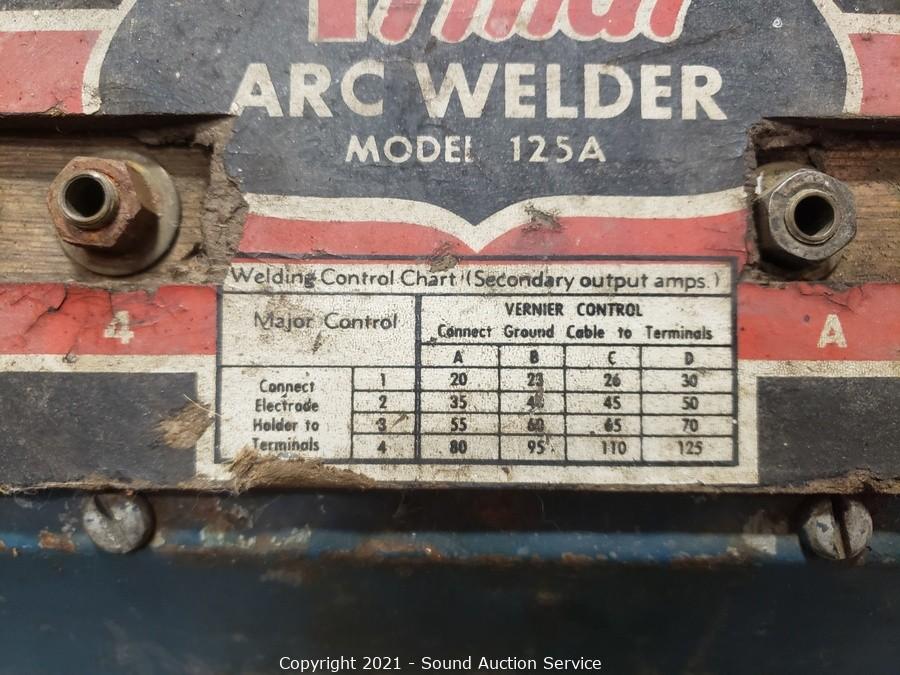 ARC WELDER
MODEL 125A
Welding Control Chart (Secondary output amps.)
Major Control
VERNIER CONTROL
Connect Ground Cable to Terminals
A B C D
Connect Electrode Holder to Terminals
1 20 23 26 30
2 35 45 50
3 55 60 65 70
4 80 95 110 125
4
A
Copyright 2021 - Sound Auction Service